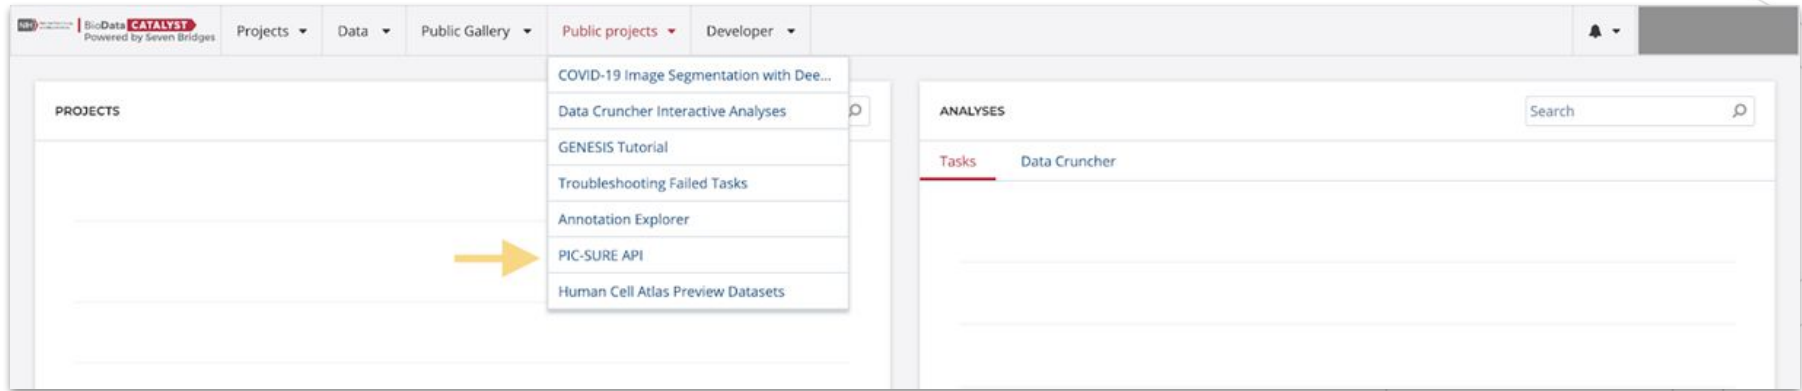 NIH
BioData CATALYST
Powered by Seven Bridges
Projects
Data
Public Gallery
Public projects
Developer
COVID-19 Image Segmentation with Dee...
Data Cruncher Interactive Analyses
GENESIS Tutorial
Troubleshooting Failed Tasks
Annotation Explorer
PIC-SURE API
Human Cell Atlas Preview Datasets
PROJECTS
ANALYSES
Search
Tasks
Data Cruncher